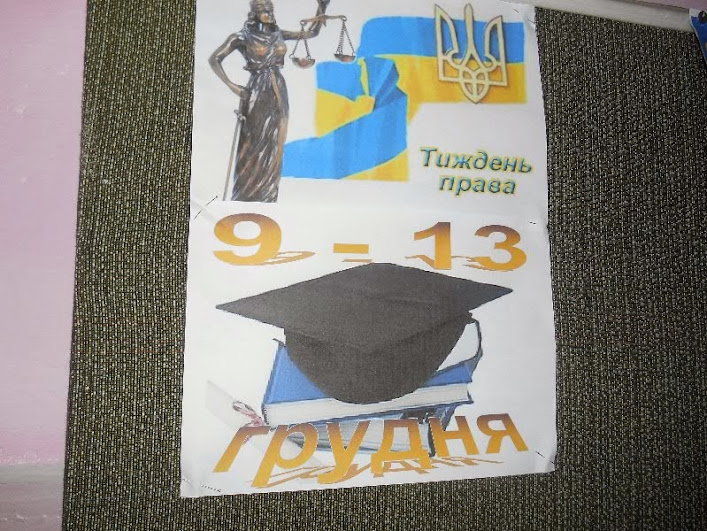 Тиждень
права
9 - 13
грудня